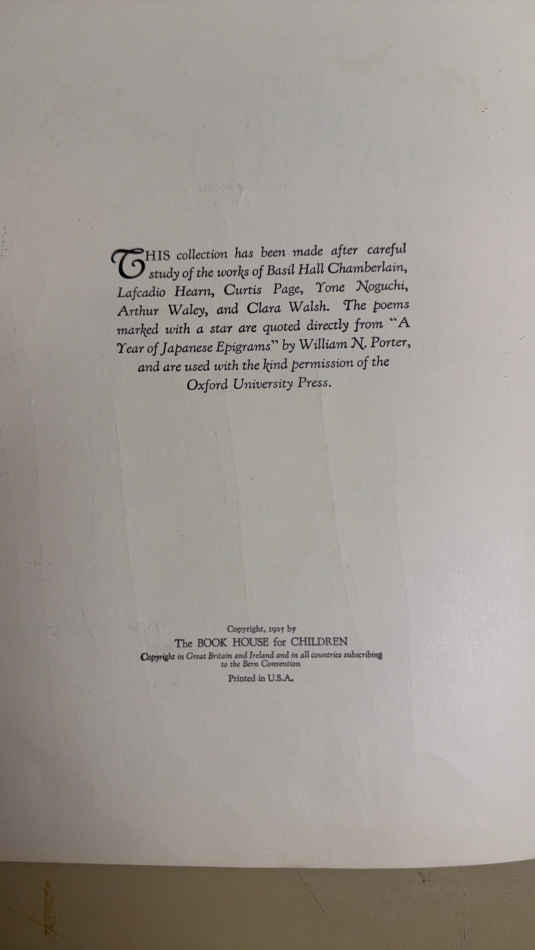 THIS collection has been made after careful
study of the works of Basil Hall Chamberlain,
Lafcadio Hearn, Curtis Page, Yone Noguchi,
Arthur Waley, and Clara Walsh. The poems
marked with a star are quoted directly from "A
Year of Japanese Epigrams" by William N. Porter,
and are used with the kind permission of the
Oxford University Press.
Copyright, 1925 by
The BOOK HOUSE for CHILDREN
Copyright in Great Britain and Ireland and in all countries subscribing
to the Bern Convention
Printed in U.S.A.